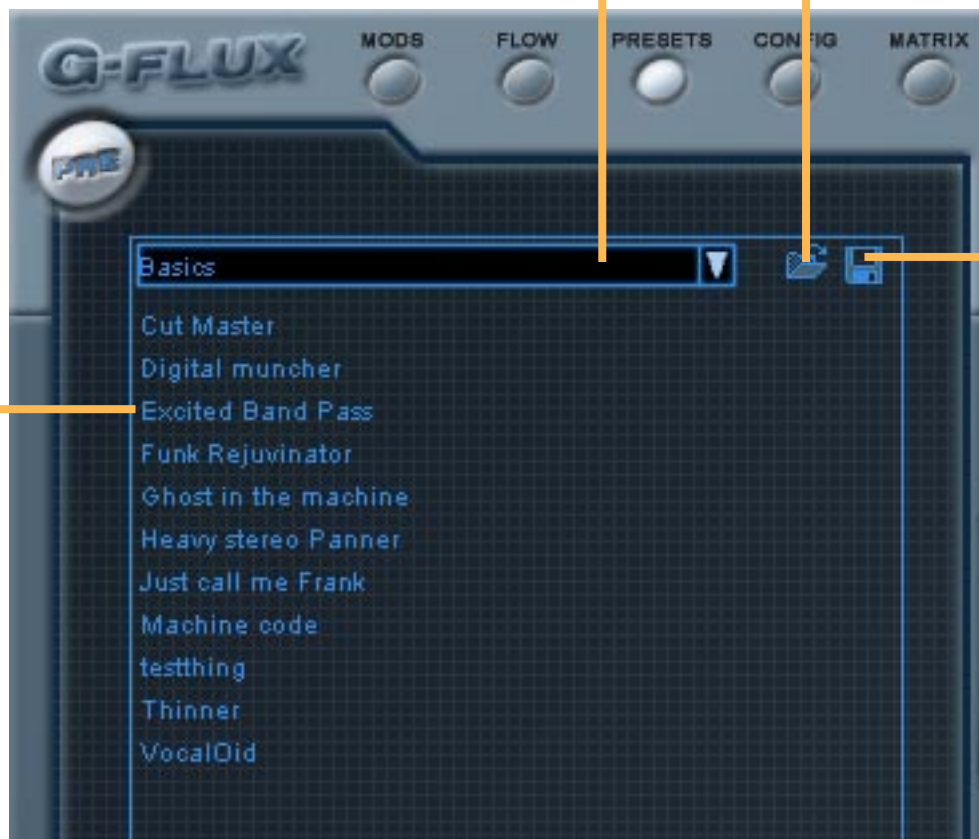 G-FLUX
MODS FLOW PRESETS CONFIG MATRIX
PRE
Basics
Cut Master
Digital muncher
Excited Band Pass
Funk Rejuvinator
Ghost in the machine
Heavy stereo Panner
Just call me Frank
Machine code
testthing
Thinner
VocalOid